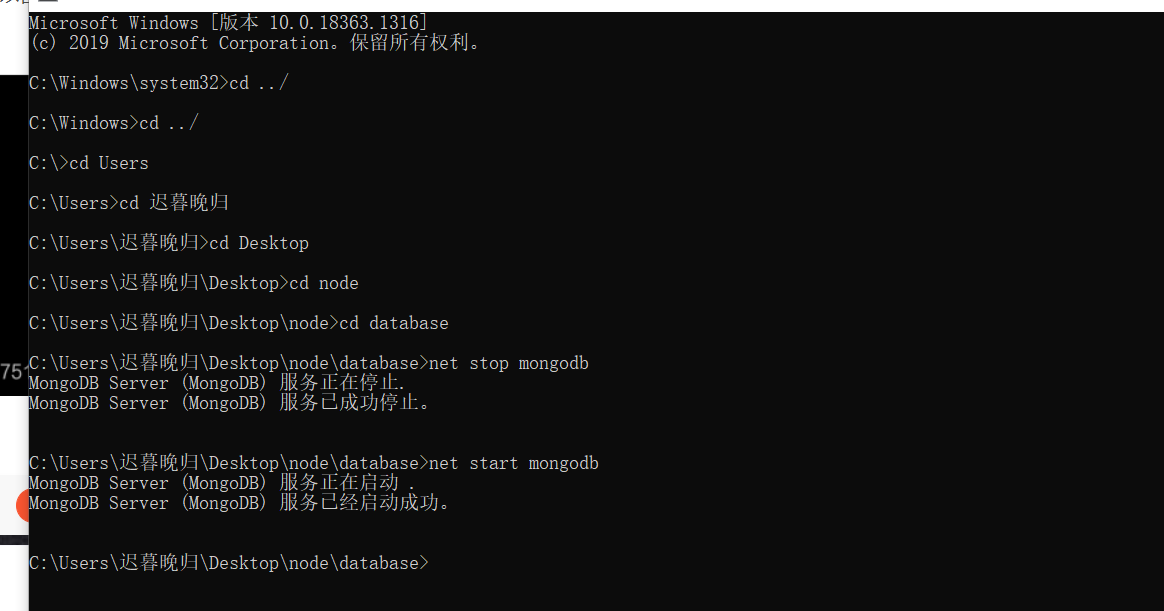 Microsoft Windows [版本 10.0.18363.1316]
(c) 2019 Microsoft Corporation。保留所有权利。
C:\Windows\system32>cd ../
C:\Windows>cd ../
C:\>cd Users
C:\Users>cd 迟暮晚归
C:\Users\迟暮晚归>cd Desktop
C:\Users\迟暮晚归\Desktop>cd node
C:\Users\迟暮晚归\Desktop\node>cd database
C:\Users\迟暮晚归\Desktop\node\database>net stop mongodb
MongoDB Server (MongoDB) 服务正在停止.
MongoDB Server (MongoDB) 服务已成功停止。
C:\Users\迟暮晚归\Desktop\node\database>net start mongodb
MongoDB Server (MongoDB) 服务正在启动 .
MongoDB Server (MongoDB) 服务已经启动成功。
C:\Users\迟暮晚归\Desktop\node\database>